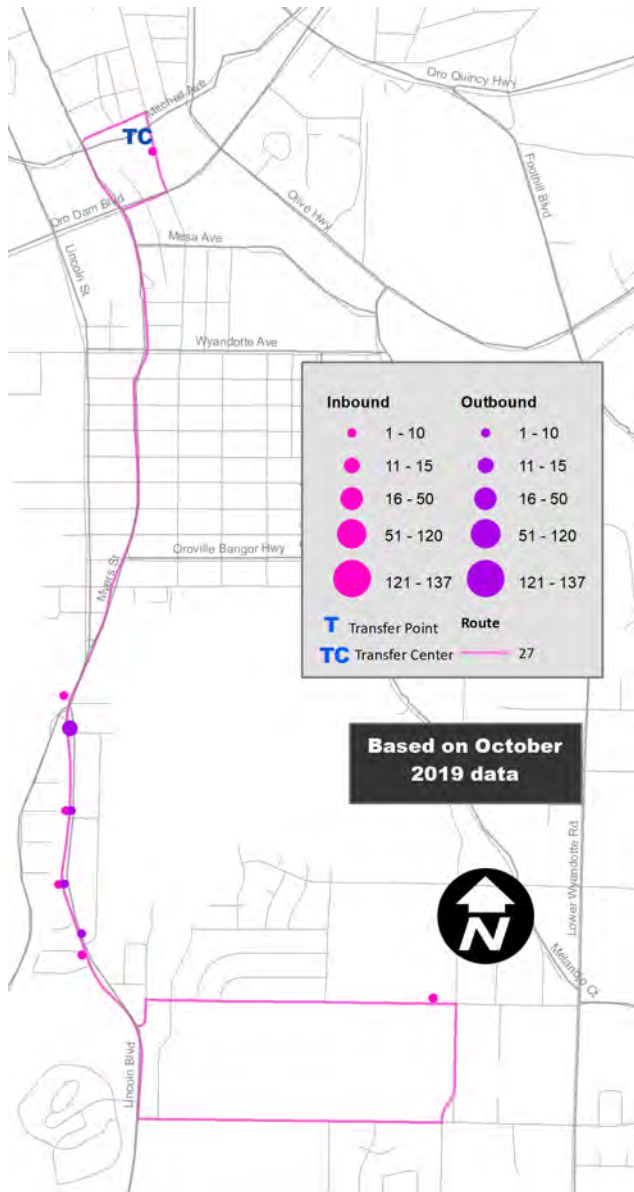 Oro Quincy Hwy
Mitchell Ave
TC
Foothill Blvd
Olive Hwy
Oro Dam Blvd
Mesa Ave
Lincoln St
Wyandotte Ave
Inbound Outbound
1 - 10 1 - 10
11 - 15 11 - 15
16 - 50 16 - 50
51 - 120 51 - 120
121 - 137 121 - 137
T Transfer Point Route
TC Transfer Center 27
Oroville Bangor Hwy
Myers St
Based on October
2019 data
Lower Wyandotte Rd
N
Melanbjo Ct
Lincoln Blvd